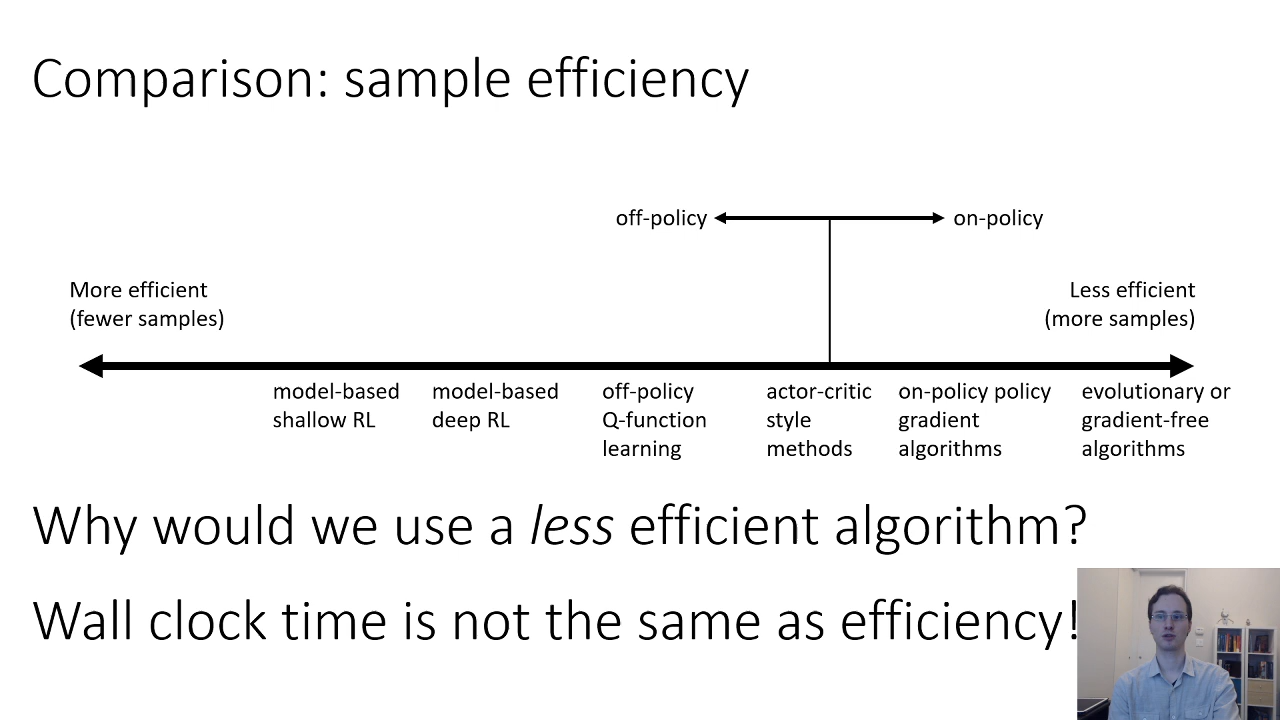 Comparison: sample efficiency
off-policy
on-policy
More efficient
(fewer samples)
Less efficient
(more samples)
model-based
shallow RL
model-based
deep RL
off-policy
Q-function
learning
actor-critic
style
methods
on-policy policy
gradient
algorithms
evolutionary or
gradient-free
algorithms
Why would we use a less efficient algorithm?
Wall clock time is not the same as efficiency!